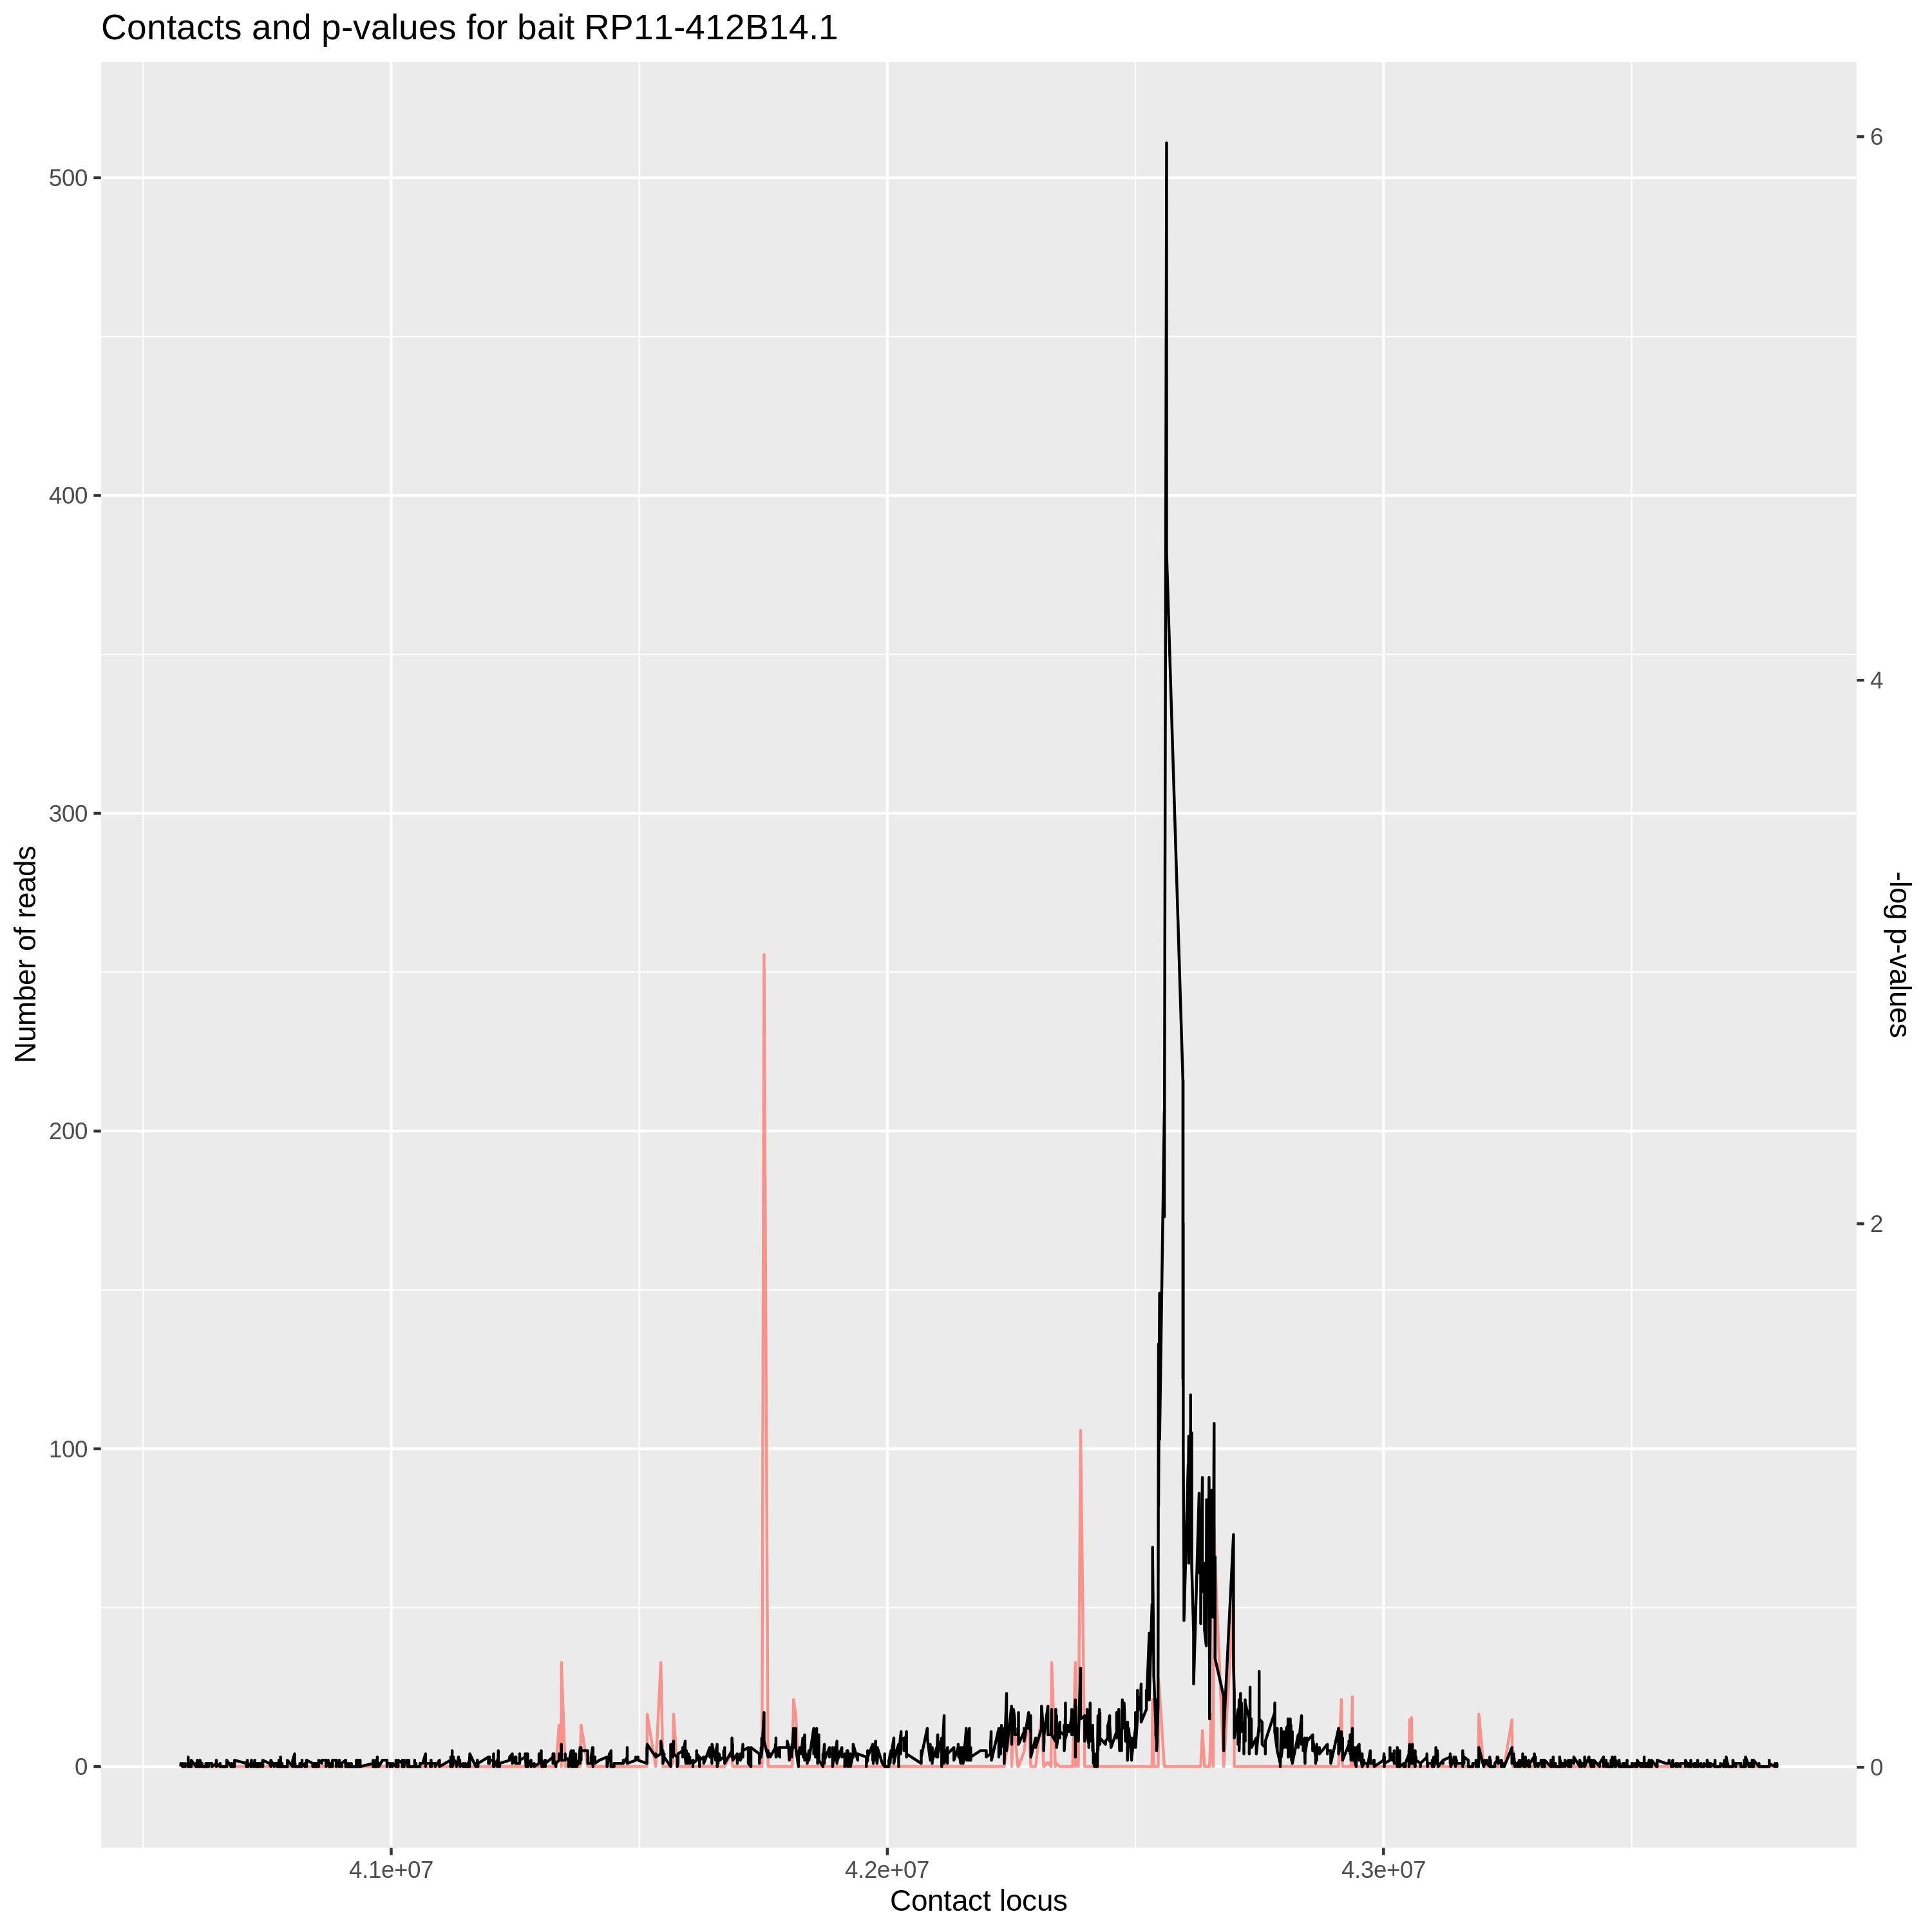 Contacts and p-values for bait RP11-412B14.1
500
400
300
200
100
0
Number of reads
6
4
2
0
-log p-values
4.1e+07
4.2e+07
4.3e+07
Contact locus